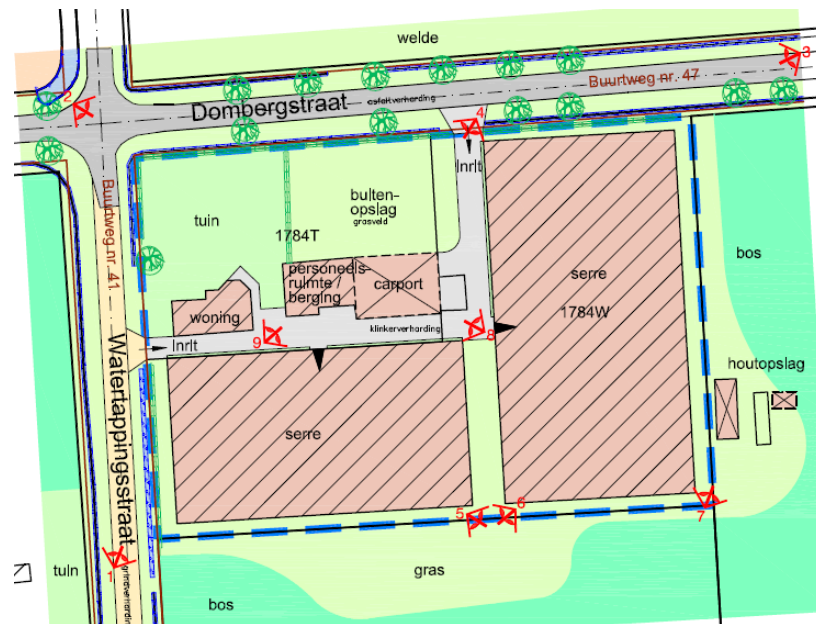 welde
3
Buurtweg nr. 47
2
Dombergstraat
asfaltverharding
4
Inrit
buiten-
opslag
grasveld
tuin
1784T
Buurtweg nr. 41
bos
personeels-
ruimte /
berging
carport
serre
1784W
woning
klinkerverharding
8
9
Inrit
Watertappingsstraat
houtopslag
serre
5
6
7
1
grindverharding
tuin
gras
bos